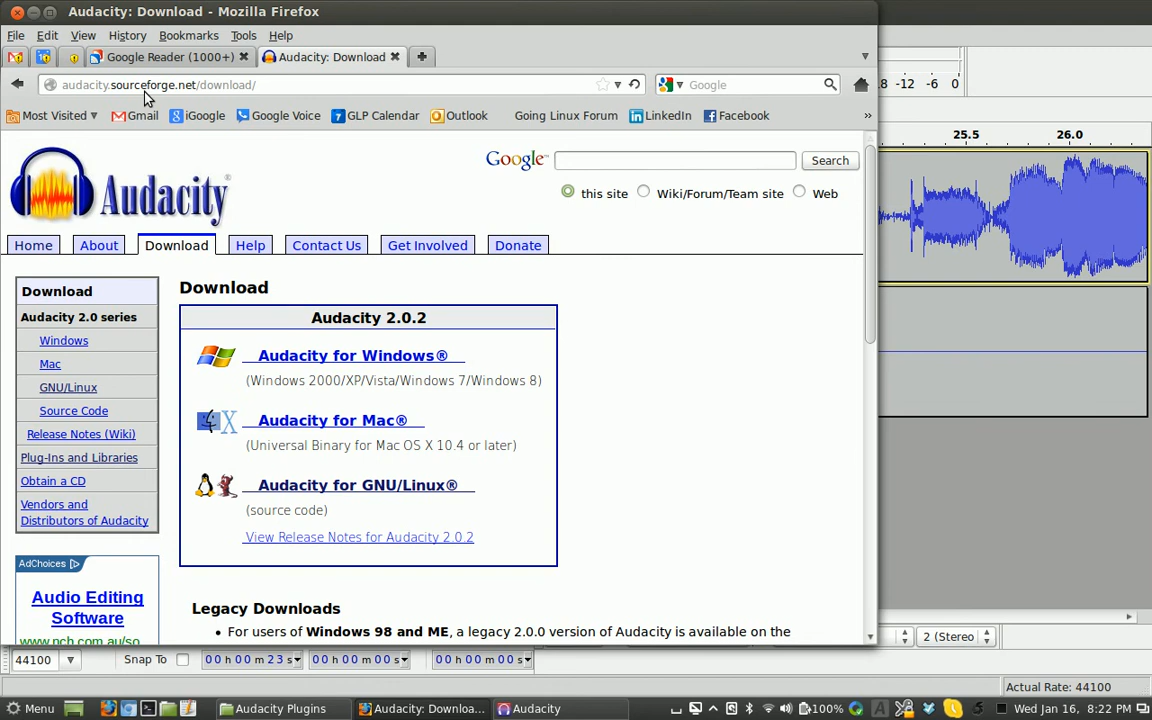 Audacity: Download - Mozilla Firefox
File Edit View History Bookmarks Tools Help
Google Reader (1000+) Audacity: Download
audacity.sourceforge.net/download/ Google
Most Visited Gmail iGoogle Google Voice GLP Calendar Outlook Going Linux Forum LinkedIn Facebook »
-12 -6 0
25.5 26.0
Audacity
Google™ Search
this site Wiki/Forum/Team site Web
Home About Download Help Contact Us Get Involved Donate
Download
Audacity 2.0 series
Windows
Mac
GNU/Linux
Source Code
Release Notes (Wiki)
Plug-Ins and Libraries
Obtain a CD
Vendors and
Distributors of Audacity
AdChoices
Audio Editing
Software
www.nch.com.au/so
Download
Audacity 2.0.2
Audacity for Windows®
(Windows 2000/XP/Vista/Windows 7/Windows 8)
Audacity for Mac®
(Universal Binary for Mac OS X 10.4 or later)
Audacity for GNU/Linux®
(source code)
View Release Notes for Audacity 2.0.2
Legacy Downloads
• For users of Windows 98 and ME, a legacy 2.0.0 version of Audacity is available on the
2 (Stereo
44100 Snap To 00 h 00 m 23 s 00 h 00 m 00 s 00 h 00 m 00 s
Actual Rate: 44100
Menu Audacity Plugins Audacity: Downloa... Audacity 100% Wed Jan 16, 8:22 PM